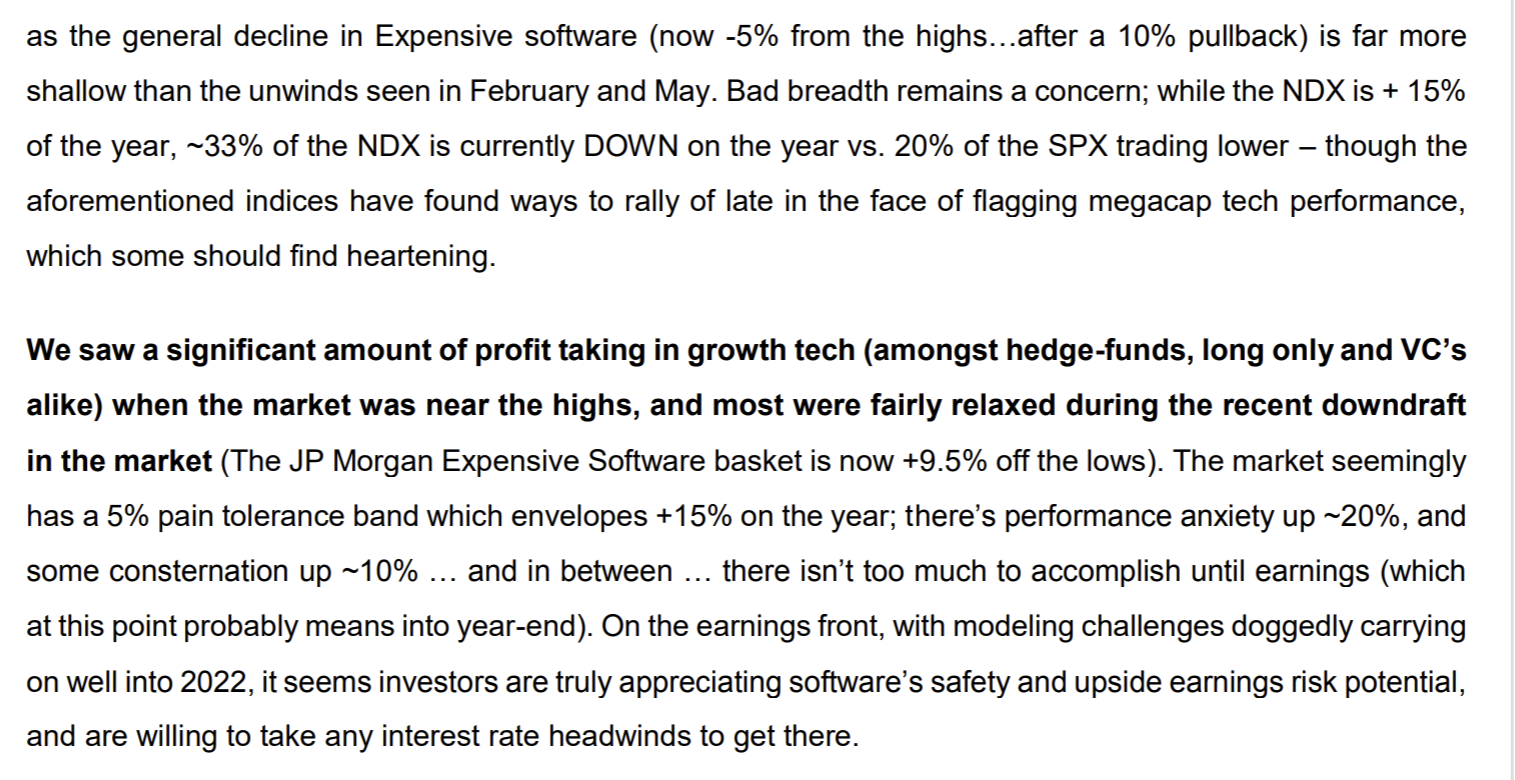 as the general decline in Expensive software (now -5% from the highs…after a 10% pullback) is far more
shallow than the unwinds seen in February and May. Bad breadth remains a concern; while the NDX is + 15%
of the year, ~33% of the NDX is currently DOWN on the year vs. 20% of the SPX trading lower – though the
aforementioned indices have found ways to rally of late in the face of flagging megacap tech performance,
which some should find heartening.
We saw a significant amount of profit taking in growth tech (amongst hedge-funds, long only and VC’s
alike) when the market was near the highs, and most were fairly relaxed during the recent downdraft
in the market (The JP Morgan Expensive Software basket is now +9.5% off the lows). The market seemingly
has a 5% pain tolerance band which envelopes +15% on the year; there’s performance anxiety up ~20%, and
some consternation up ~10% … and in between … there isn’t too much to accomplish until earnings (which
at this point probably means into year-end). On the earnings front, with modeling challenges doggedly carrying
on well into 2022, it seems investors are truly appreciating software’s safety and upside earnings risk potential,
and are willing to take any interest rate headwinds to get there.